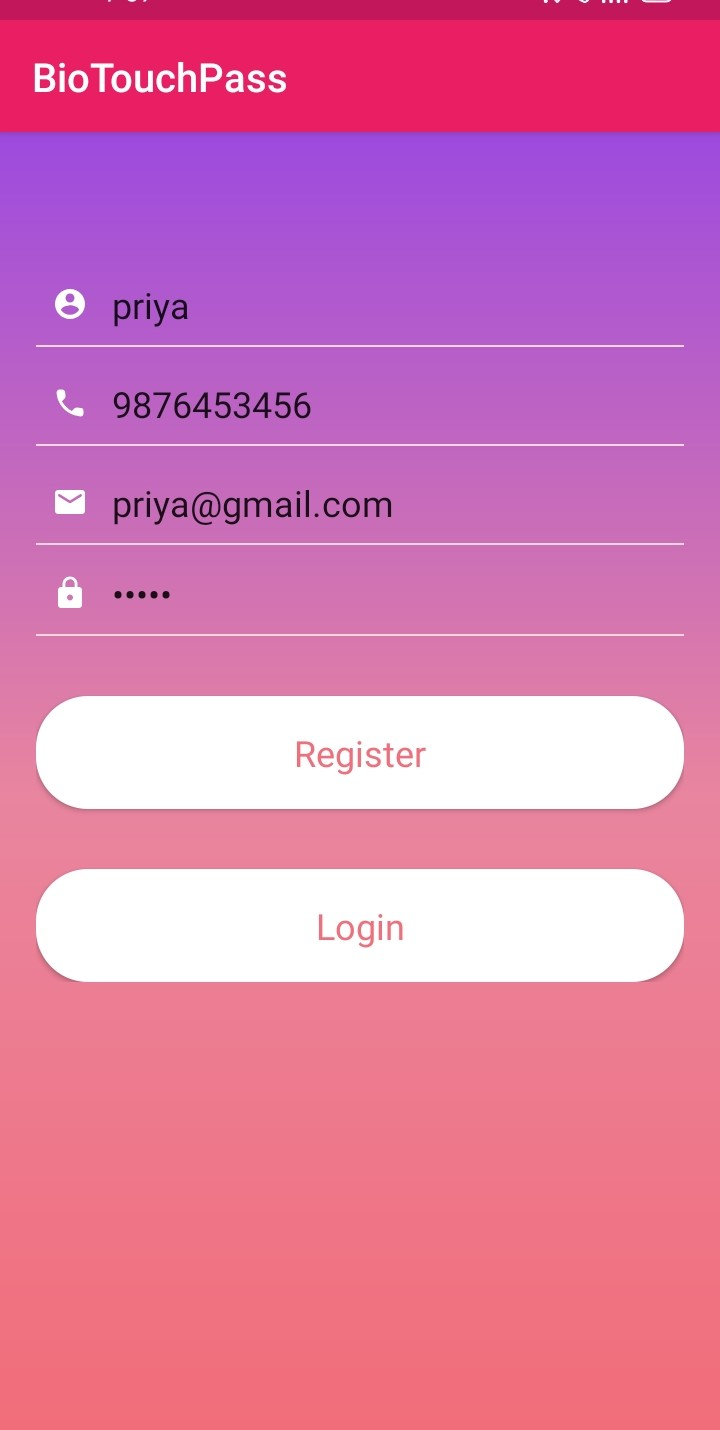 BioTouchPass
priya
9876453456
priya@gmail.com
•••••
Register
Login